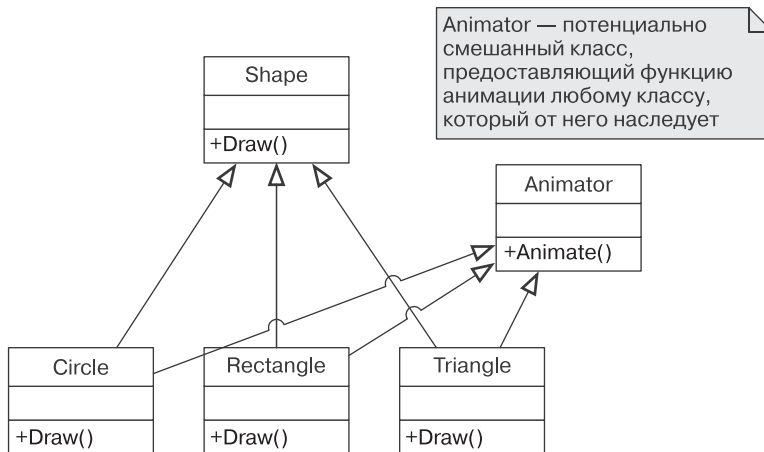 Animator — потенциально
смешанный класс,
предоставляющий функцию
анимации любому классу,
который от него наследует
Shape
+Draw()
Animator
+Animate()
Circle
+Draw()
Rectangle
+Draw()
Triangle
+Draw()